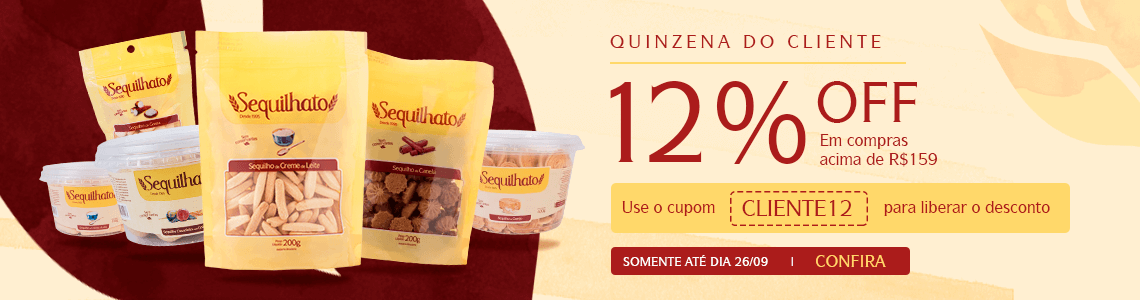 QUINZENA DO CLIENTE
12% OFF
Em compras
acima de R$159
Use o cupom CLIENTE12 para liberar o desconto
SOMENTE ATÉ DIA 26/09 | CONFIRA
Sequilhato
Sequilhato
Desde 1985
Sequilho de Creme de Leite
200g
Sequilhato
Sequilho de Canela
200g
Sequilhato
Sequilhato
Sequilhato